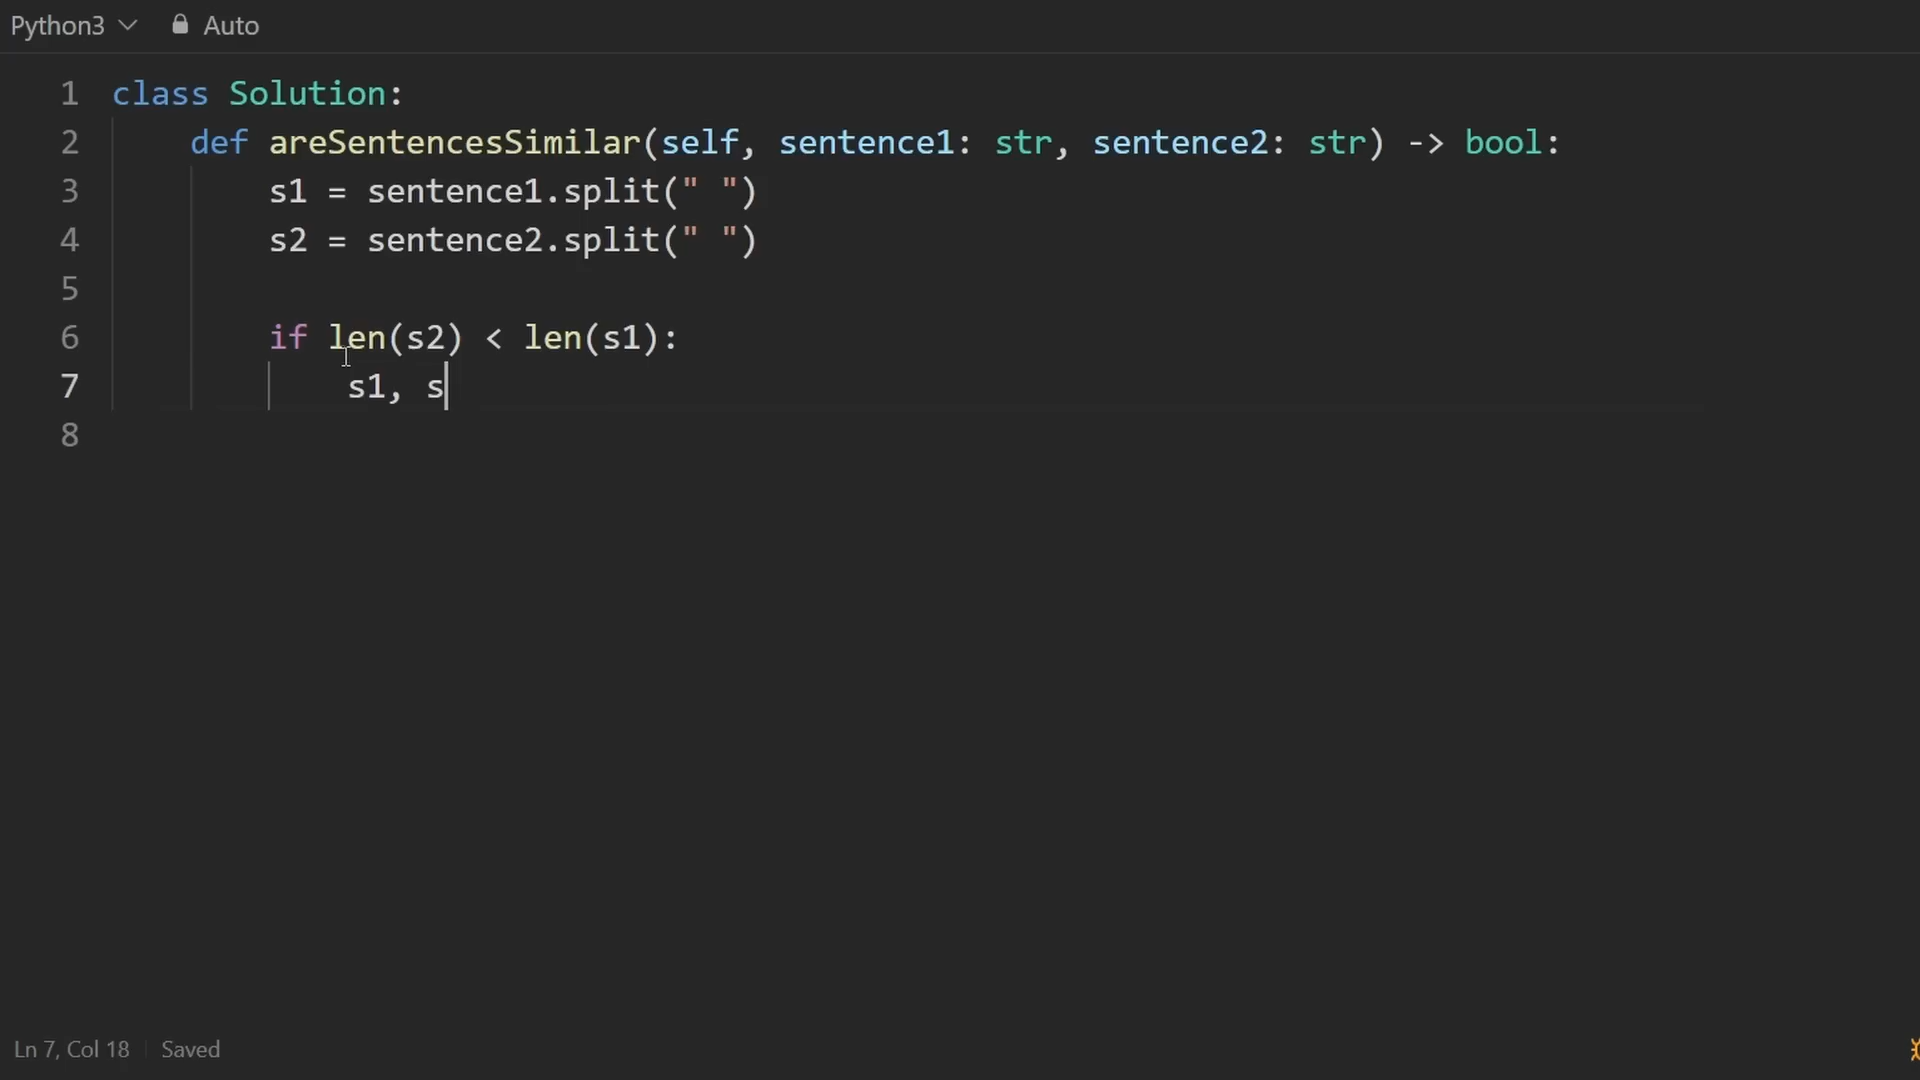 Python3 Auto
1 class Solution:
2 def areSentencesSimilar(self, sentence1: str, sentence2: str) -> bool:
3 s1 = sentence1.split(" ")
4 s2 = sentence2.split(" ")
5
6 if len(s2) < len(s1):
7 s1, s
8
Ln 7, Col 18 Saved